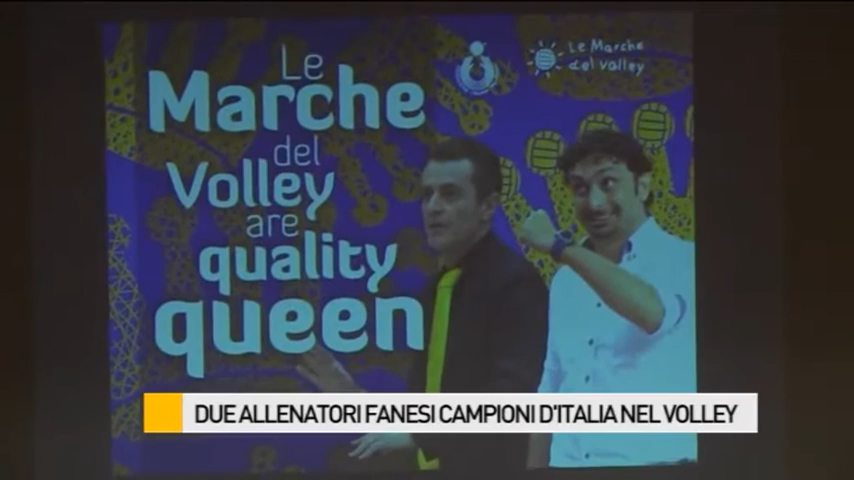 Le
Marche
del
Volley
are
quality
queen
Le Marche
del volley
DUE ALLENATORI FANESI CAMPIONI D'ITALIA NEL VOLLEY